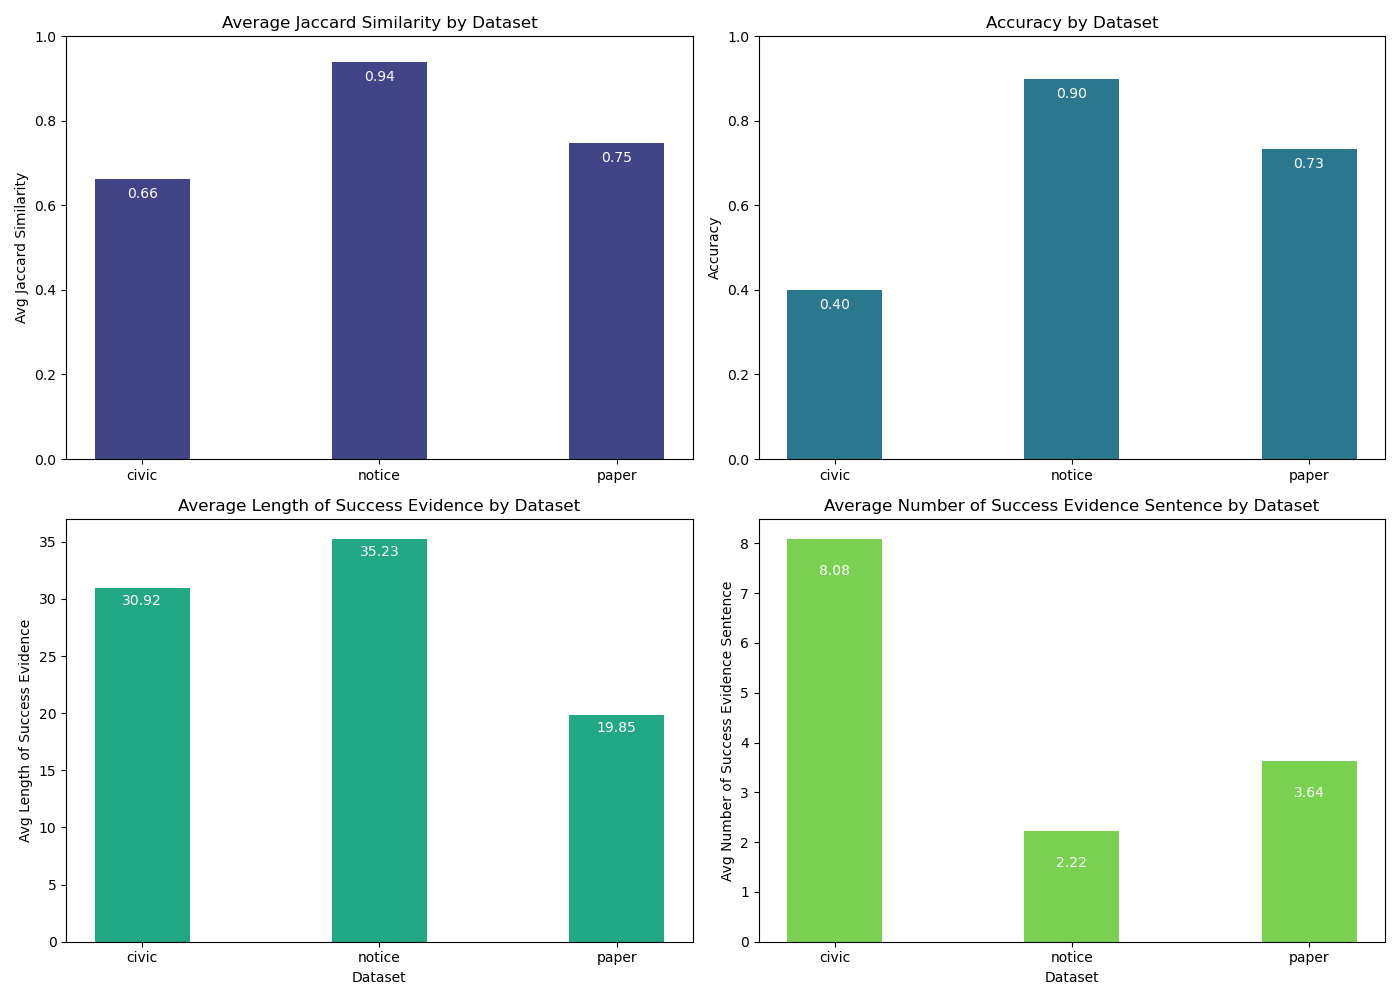 Average Jaccard Similarity by Dataset
Avg Jaccard Similarity
1.0
0.8
0.6
0.4
0.2
0.0
0.66
0.94
0.75
civic notice paper
Accuracy by Dataset
Accuracy
1.0
0.8
0.6
0.4
0.2
0.0
0.40
0.90
0.73
civic notice paper
Average Length of Success Evidence by Dataset
Avg Length of Success Evidence
35
30
25
20
15
10
5
0
30.92
35.23
19.85
civic notice paper
Dataset
Average Number of Success Evidence Sentence by Dataset
Avg Number of Success Evidence Sentence
8
7
6
5
4
3
2
1
0
8.08
2.22
3.64
civic notice paper
Dataset